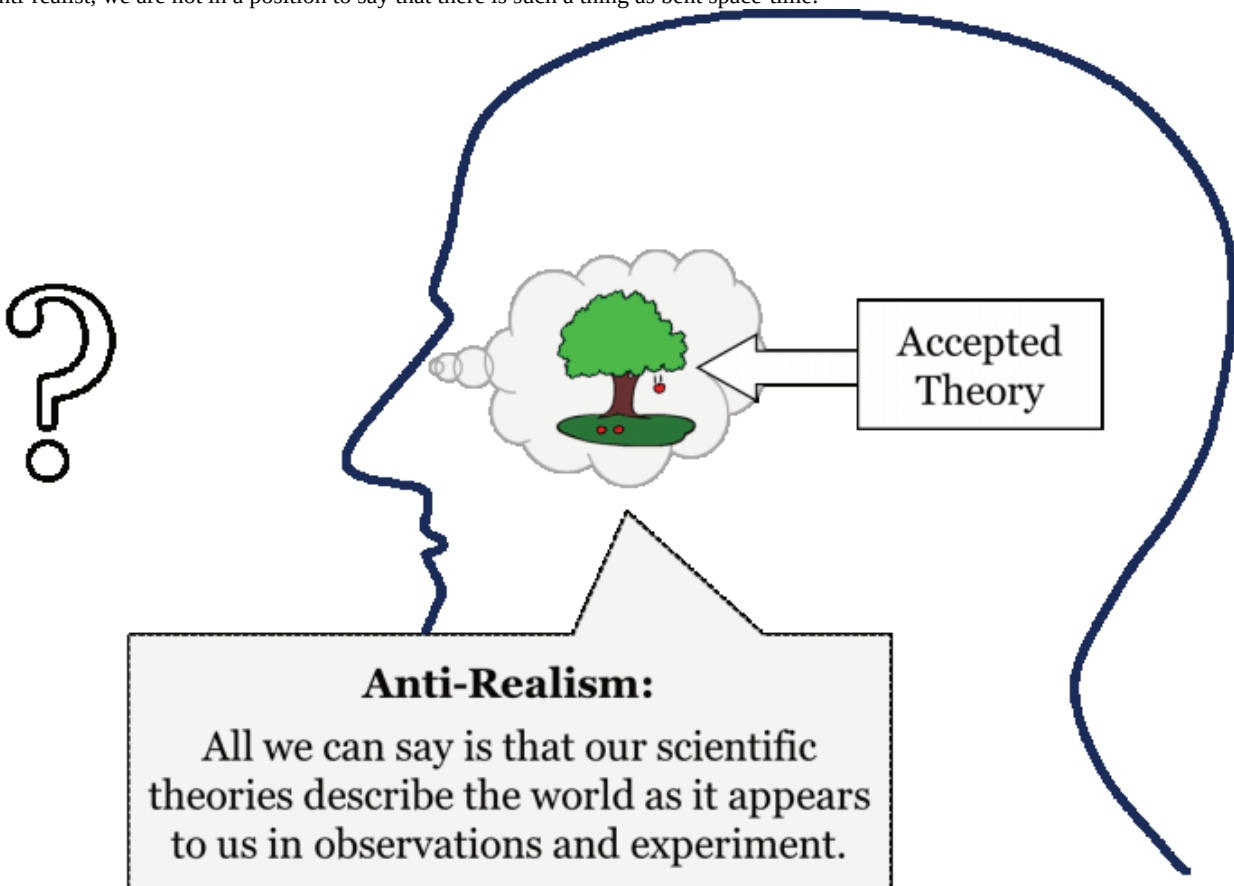 nti-realist, we are not in a position to say that there is such a thing as bent space-time.
?
Accepted
Theory
Anti-Realism:
All we can say is that our scientific
theories describe the world as it appears
to us in observations and experiment.